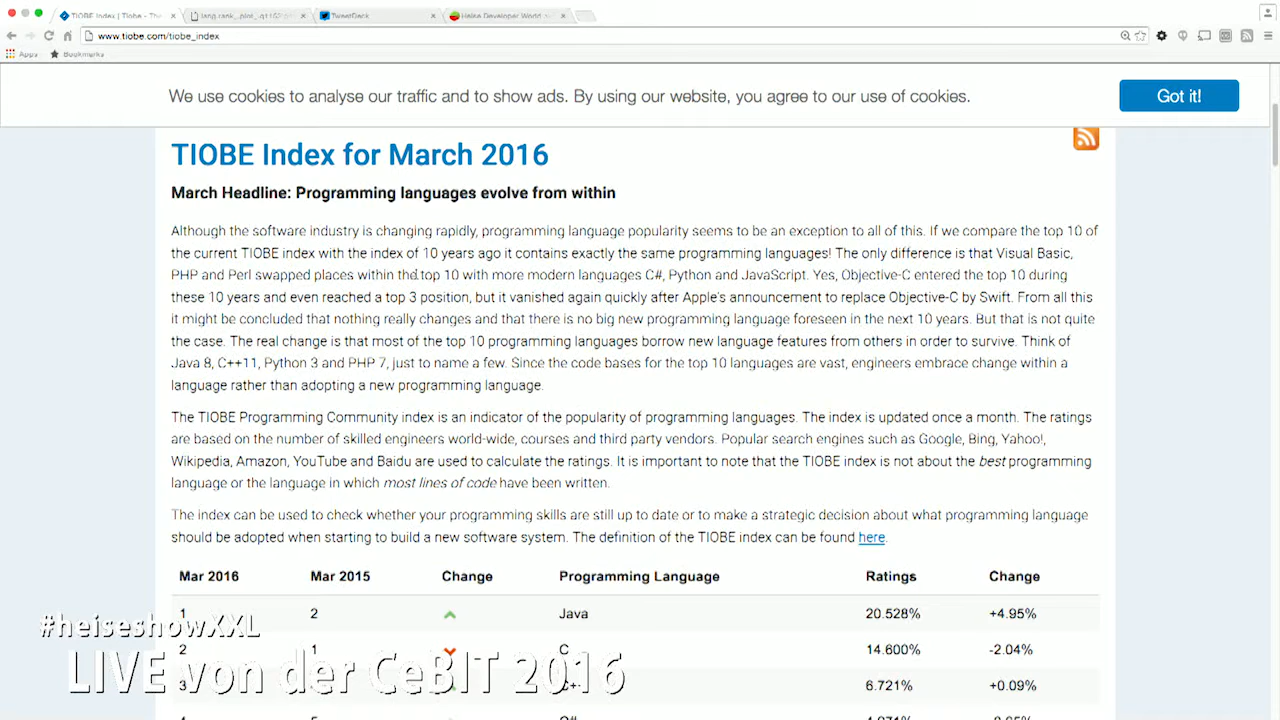 TIOBE Index | Tiobe - The
TweetDeck
Heise Developer World
www.tiobe.com/tiobe_index
Apps Bookmarks
We use cookies to analyse our traffic and to show ads. By using our website, you agree to our use of cookies. Got it!
TIOBE Index for March 2016
March Headline: Programming languages evolve from within
Although the software industry is changing rapidly, programming language popularity seems to be an exception to all of this. If we compare the top 10 of
the current TIOBE index with the index of 10 years ago it contains exactly the same programming languages! The only difference is that Visual Basic,
PHP and Perl swapped places within the top 10 with more modern languages C#, Python and JavaScript. Yes, Objective-C entered the top 10 during
these 10 years and even reached a top 3 position, but it vanished again quickly after Apple's announcement to replace Objective-C by Swift. From all this
it might be concluded that nothing really changes and that there is no big new programming language foreseen in the next 10 years. But that is not quite
the case. The real change is that most of the top 10 programming languages borrow new language features from others in order to survive. Think of
Java 8, C++11, Python 3 and PHP 7, just to name a few. Since the code bases for the top 10 languages are vast, engineers embrace change within a
language rather than adopting a new programming language.
The TIOBE Programming Community index is an indicator of the popularity of programming languages. The index is updated once a month. The ratings
are based on the number of skilled engineers world-wide, courses and third party vendors. Popular search engines such as Google, Bing, Yahoo!,
Wikipedia, Amazon, YouTube and Baidu are used to calculate the ratings. It is important to note that the TIOBE index is not about the best programming
language or the language in which most lines of code have been written.
The index can be used to check whether your programming skills are still up to date or to make a strategic decision about what programming language
should be adopted when starting to build a new software system. The definition of the TIOBE index can be found here.
Mar 2016 Mar 2015 Change Programming Language Ratings Change
1 2 Java 20.528% +4.95%
#heiseshowXXL
2 1 C 14.600% -2.04%
LIVE von der CeBIT 2016
3 C++ 6.721% +0.09%